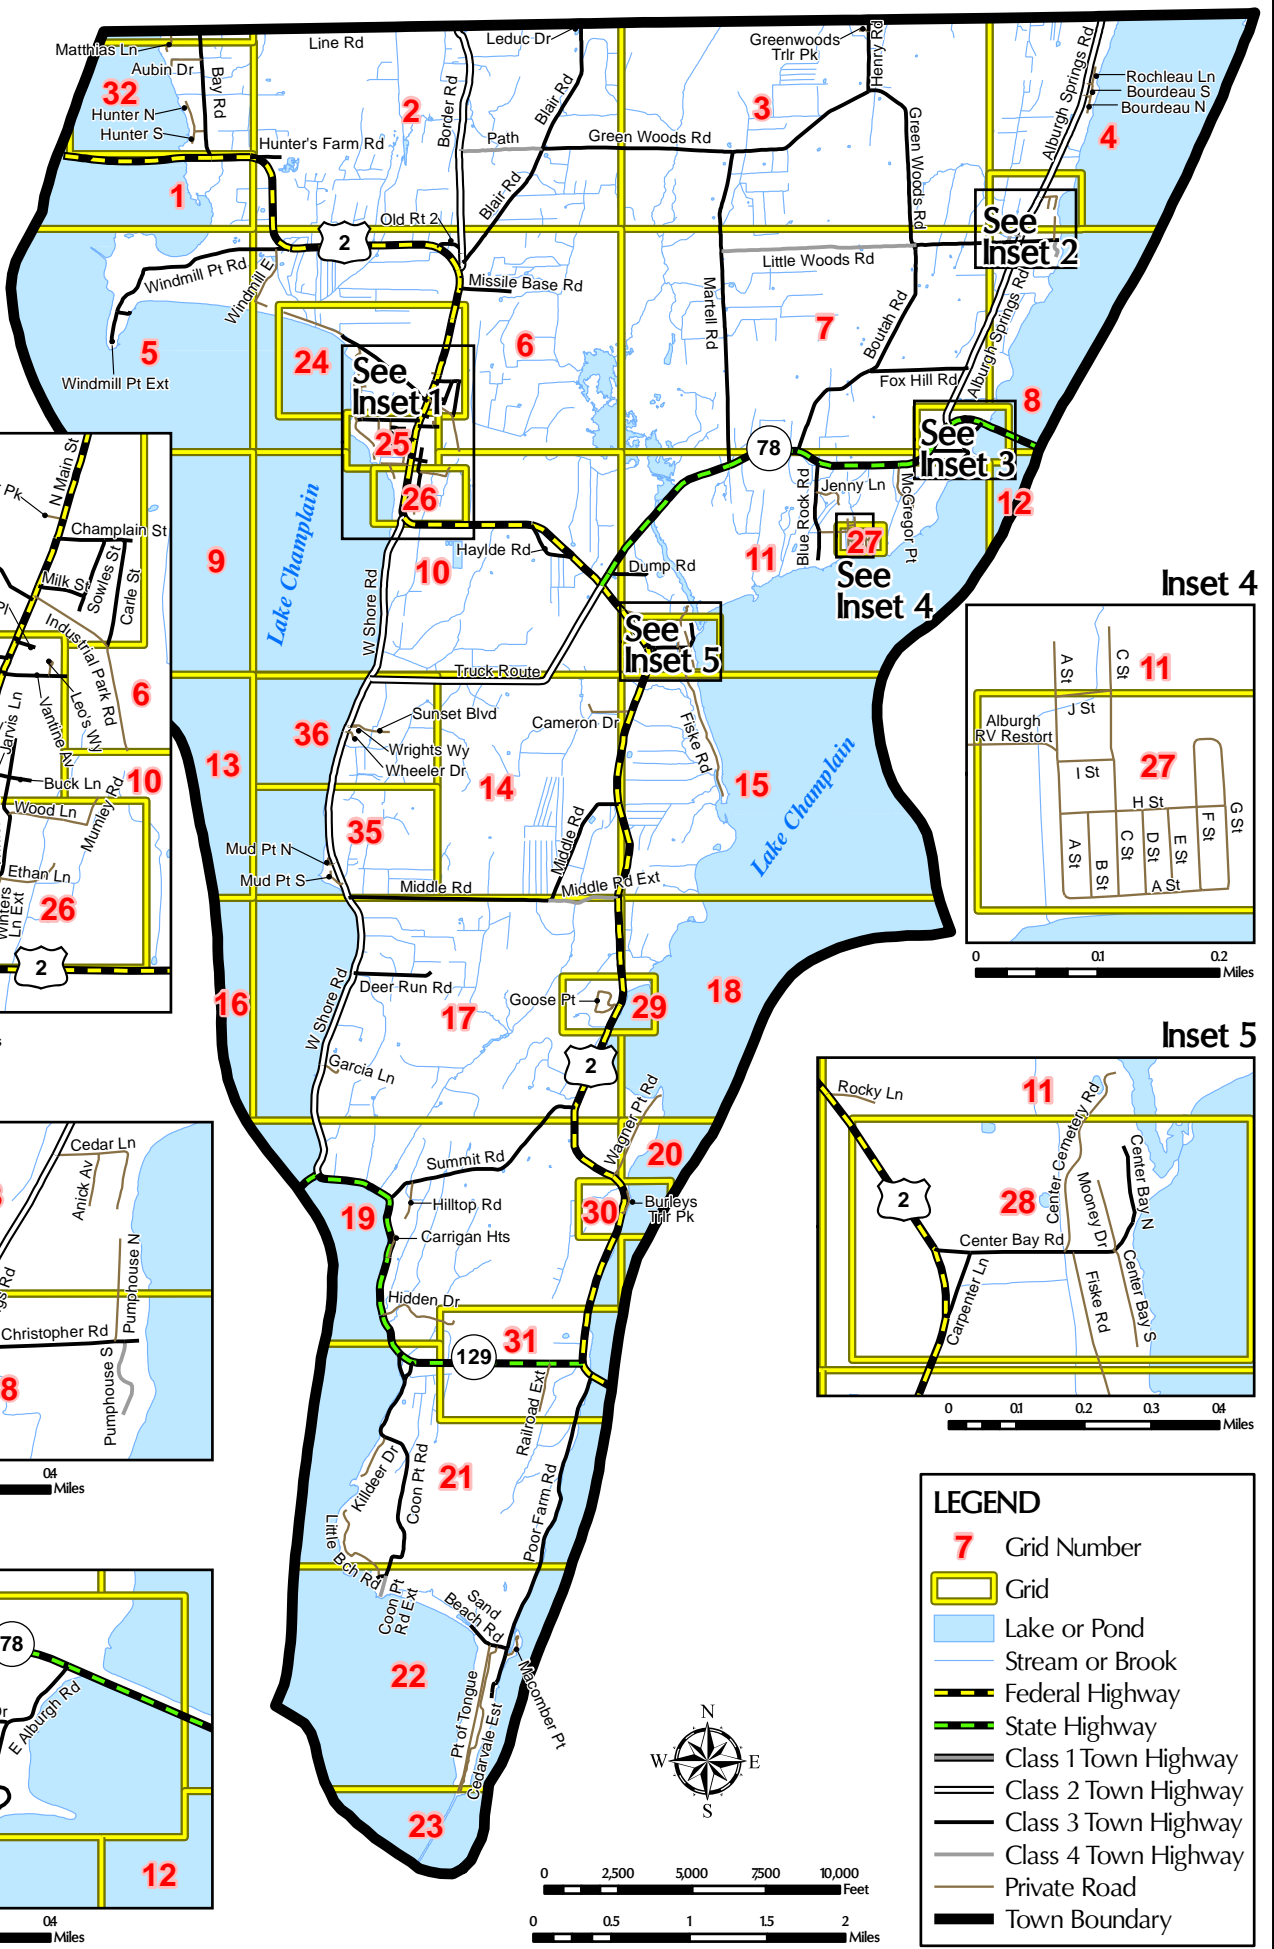 Matthias Ln
Aubin Dr
32
Hunter N
Hunter S
Bay Rd
Line Rd
2
Border Rd
Leduc Dr
Blair Rd
Path
Green Woods Rd
Hunter's Farm Rd
Blair Rd
Greenwoods
Trlr Pk
Henry Rd
3
Green Woods Rd
Alburgh Springs Rd
Rochleau Ln
Bourdeau S
Bourdeau N
4
See
Inset 2
1
2
Old Rt 2
Windmill Pt Rd
Windmill E
Missile Base Rd
Little Woods Rd
Martell Rd
7
Boutah Rd
Fox Hill Rd
Alburgh Springs Rd
5
Windmill Pt Ext
24
See
Inset 1
6
8
25
26
78
See
Inset 3
12
Jenny Ln
Blue Rock Rd
McGregor Pt
27
See
Inset 4
11
9
Lake Champlain
10
Haylde Rd
W Shore Rd
Dump Rd
See
Inset 5
Truck Route
Pk
N Main St
Champlain St
Milk St
Sowles St
Carle St
Pl
Industrial Park Rd
6
Leo's Wy
Vantine Av
Jarvis Ln
Buck Ln
10
Wood Ln
Mumley Rd
Ethan Ln
Winters
Ln Ext
26
2
13
36
Sunset Blvd
Wrights Wy
Wheeler Dr
Cameron Dr
Fiske Rd
14
15
Lake Champlain
35
Mud Pt N
Mud Pt S
Middle Rd
Middle Rd
Middle Rd Ext
16
W Shore Rd
Deer Run Rd
17
Goose Pt
29
18
2
Garcia Ln
Wagner Pt Rd
20
Summit Rd
19
Hilltop Rd
Carrigan Hts
30
Burleys
Trlr Pk
Hidden Dr
31
129
Railroad Ext
Killdeer Dr
Coon Pt Rd
21
Poor Farm Rd
Little
Bch Rd
Coon Pt
Rd Ext
Sand
Beach Rd
22
Pt of Tongue
Cedarvale Est
Macomber Pt
23
Inset 4
A St
C St
11
J St
Alburgh
RV Restort
I St
27
H St
G St
A St
B St
C St
D St
E St
F St
A St
0 0.1 0.2
Miles
Inset 5
Rocky Ln
11
Center Cemetery Rd
2
28
Mooney Dr
Center Bay N
Center Bay Rd
Carpenter Ln
Fiske Rd
Center Bay S
0 0.1 0.2 0.3 0.4
Miles
Cedar Ln
Anick Av
Pumphouse N
Christopher Rd
Pumphouse S
8
0.4
Miles
78
E Alburgh Rd
12
0.4
Miles
N
W E
S
0 2,500 5,000 7,500 10,000
Feet
0 0.5 1 1.5 2
Miles
LEGEND
7 Grid Number
Grid
Lake or Pond
Stream or Brook
Federal Highway
State Highway
Class 1 Town Highway
Class 2 Town Highway
Class 3 Town Highway
Class 4 Town Highway
Private Road
Town Boundary